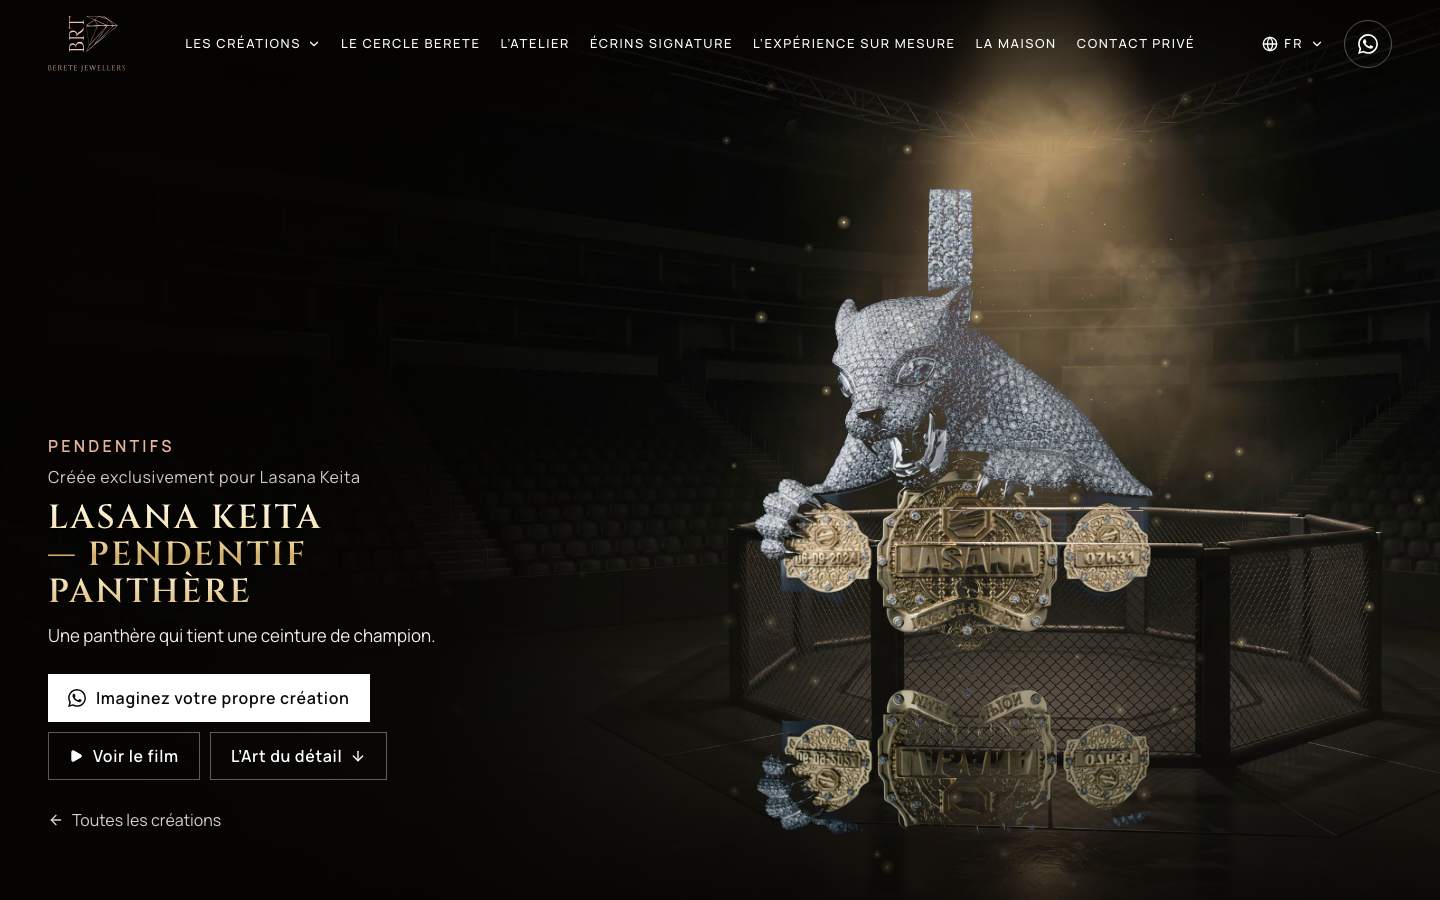 BRT
BERETE JEWELLERS
LES CRÉATIONS
LE CERCLE BERETE
L'ATELIER
ÉCRINS SIGNATURE
L'EXPÉRIENCE SUR MESURE
LA MAISON
CONTACT PRIVÉ
FR
PENDENTIFS
Créée exclusivement pour Lasana Keita
LASANA KEITA
— PENDENTIF
PANTHÈRE
Une panthère qui tient une ceinture de champion.
Imaginez votre propre création
Voir le film
L'Art du détail
Toutes les créations
LASANA
07h31